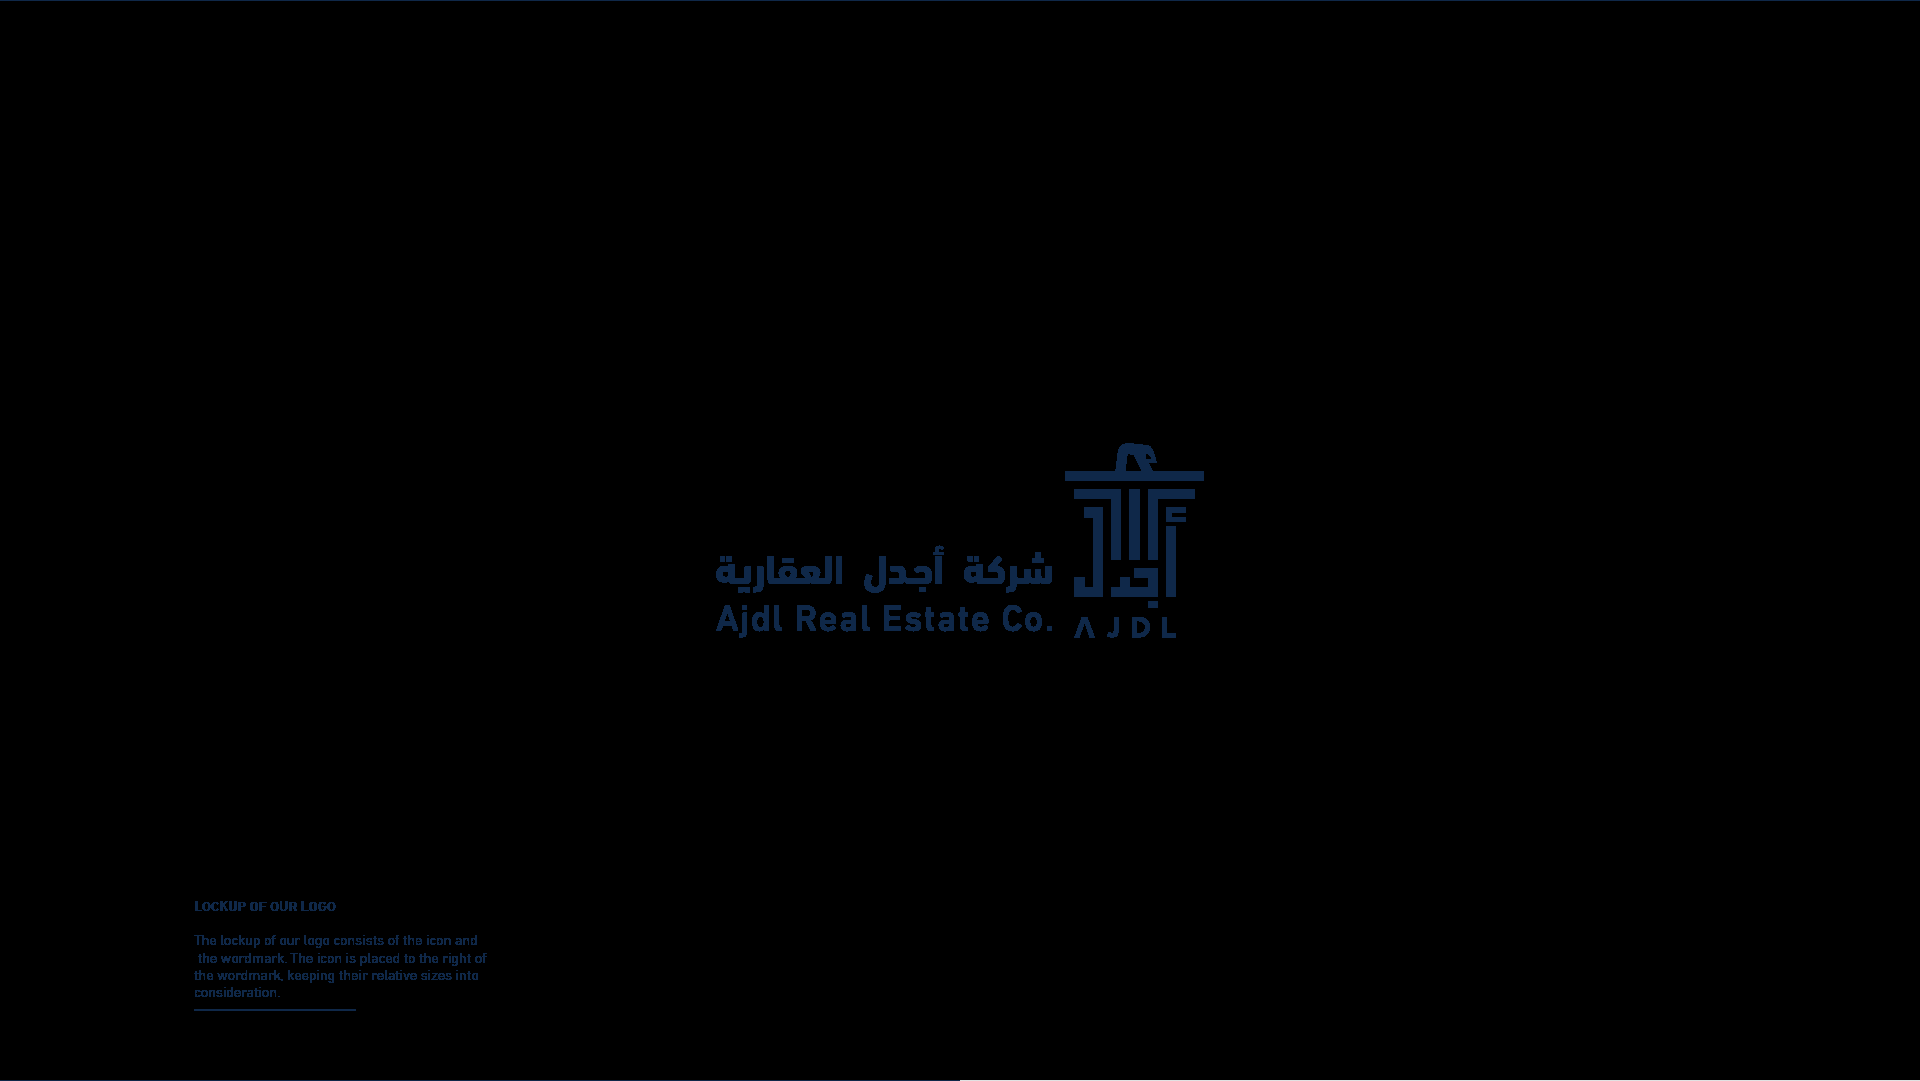 شركة أجدل العقارية
Ajdl Real Estate Co.
أجدل
AJDL
LOCKUP OF OUR LOGO
The lockup of our logo consists of the icon and
the wordmark. The icon is placed to the right of
the wordmark, keeping their relative sizes into
consideration.